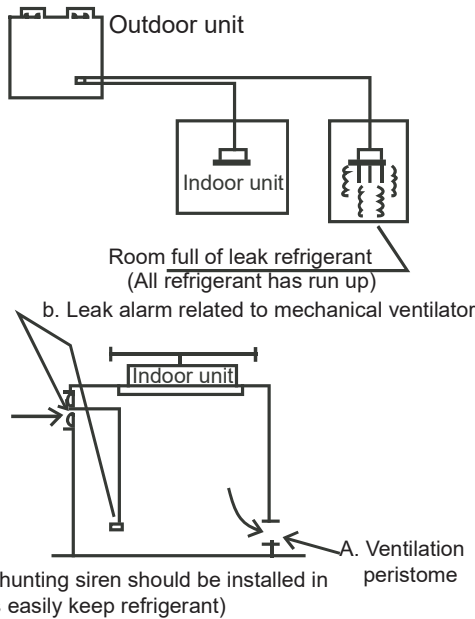 Outdoor unit
Indoor unit
Room full of leak refrigerant
(All refrigerant has run up)
b. Leak alarm related to mechanical ventilator
Indoor unit
A. Ventilation
peristome
hunting siren should be installed in
easily keep refrigerant)